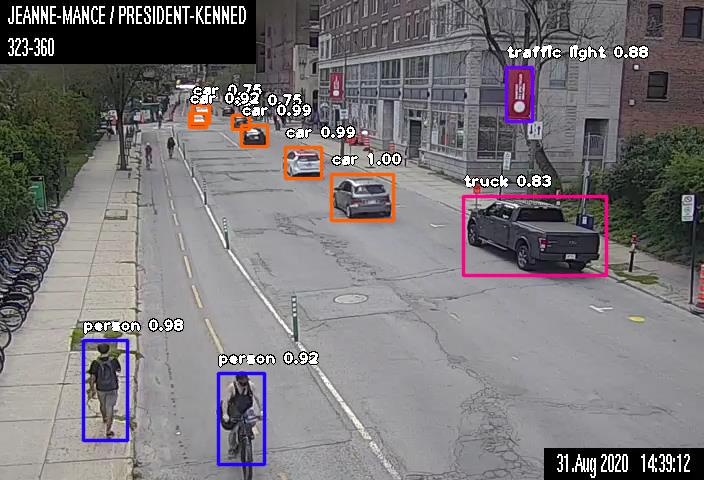 JEANNE-MANCE / PRESIDENT-KENNED
323-360
traffic light 0.88
car 0.75
car 0.92
0.75
car 0.99
car 0.99
car 1.00
truck 0.83
person 0.98
person 0.92
31.Aug 2020 14:39:12